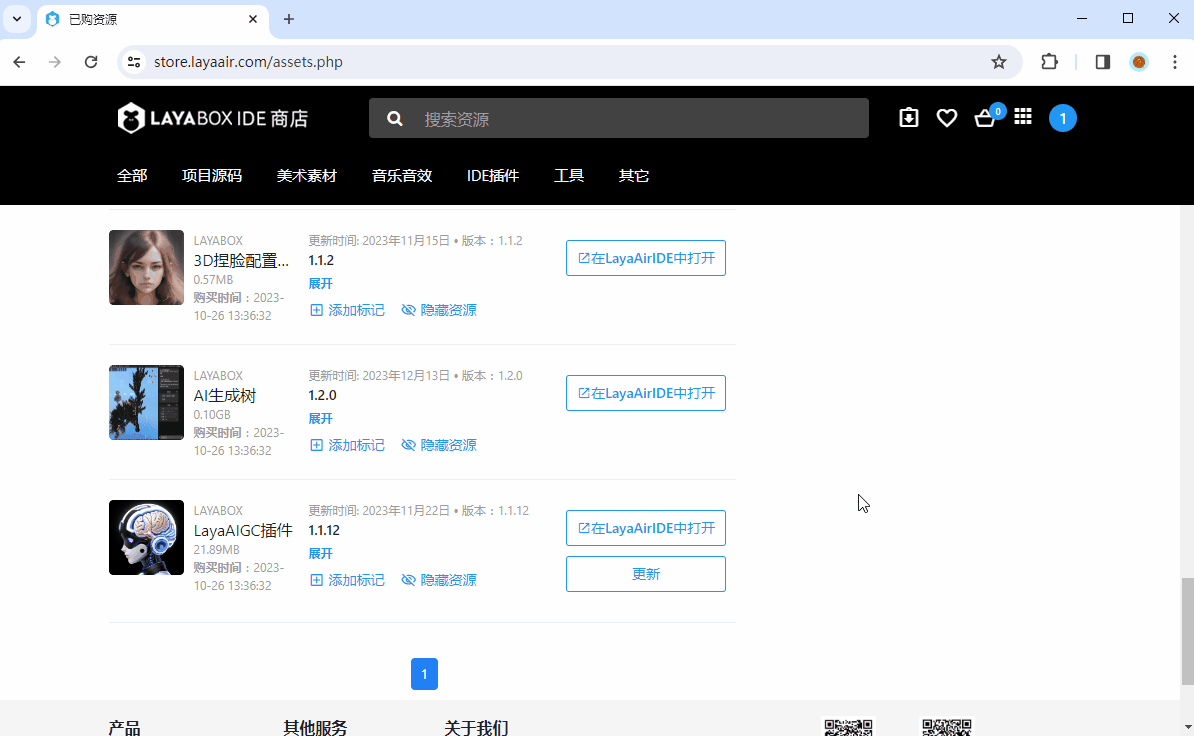 已购资源
store.layaair.com/assets.php
LAYABOX IDE 商店
搜索资源
0
1
全部
项目源码
美术素材
音乐音效
IDE插件
工具
其它
LAYABOX
3D捏脸配置...
0.57MB
购买时间：2023-
10-26 13:36:32
更新时间: 2023年11月15日 • 版本：1.1.2
1.1.2
展开
添加标记
隐藏资源
在LayaAirIDE中打开
LAYABOX
AI生成树
0.10GB
购买时间：2023-
10-26 13:36:32
更新时间: 2023年12月13日 • 版本：1.2.0
1.2.0
展开
添加标记
隐藏资源
在LayaAirIDE中打开
LAYABOX
LayaAIGC插件
21.89MB
购买时间：2023-
10-26 13:36:32
更新时间: 2023年11月22日 • 版本：1.1.12
1.1.12
展开
添加标记
隐藏资源
在LayaAirIDE中打开
更新
1
产品
其他服务
关于我们